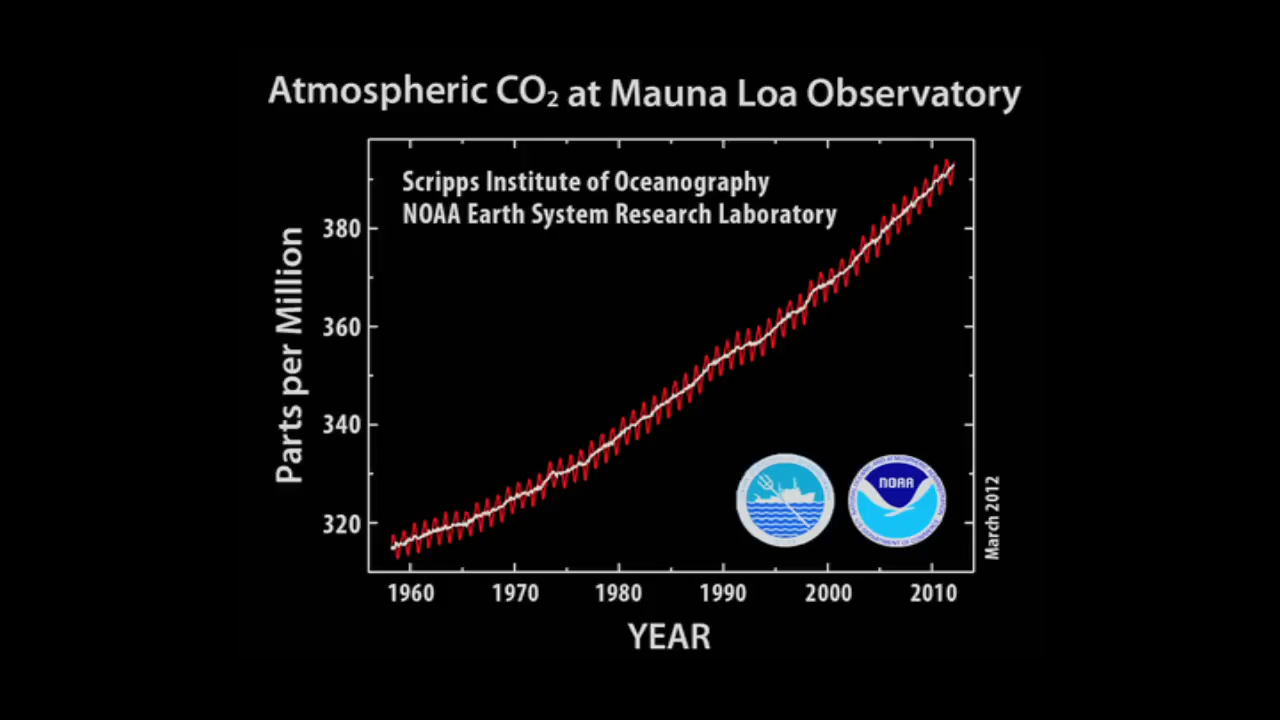 Atmospheric CO₂ at Mauna Loa Observatory
Scripps Institute of Oceanography
NOAA Earth System Research Laboratory
Parts per Million
380
360
340
320
NOAA
March 2012
1960 1970 1980 1990 2000 2010
YEAR